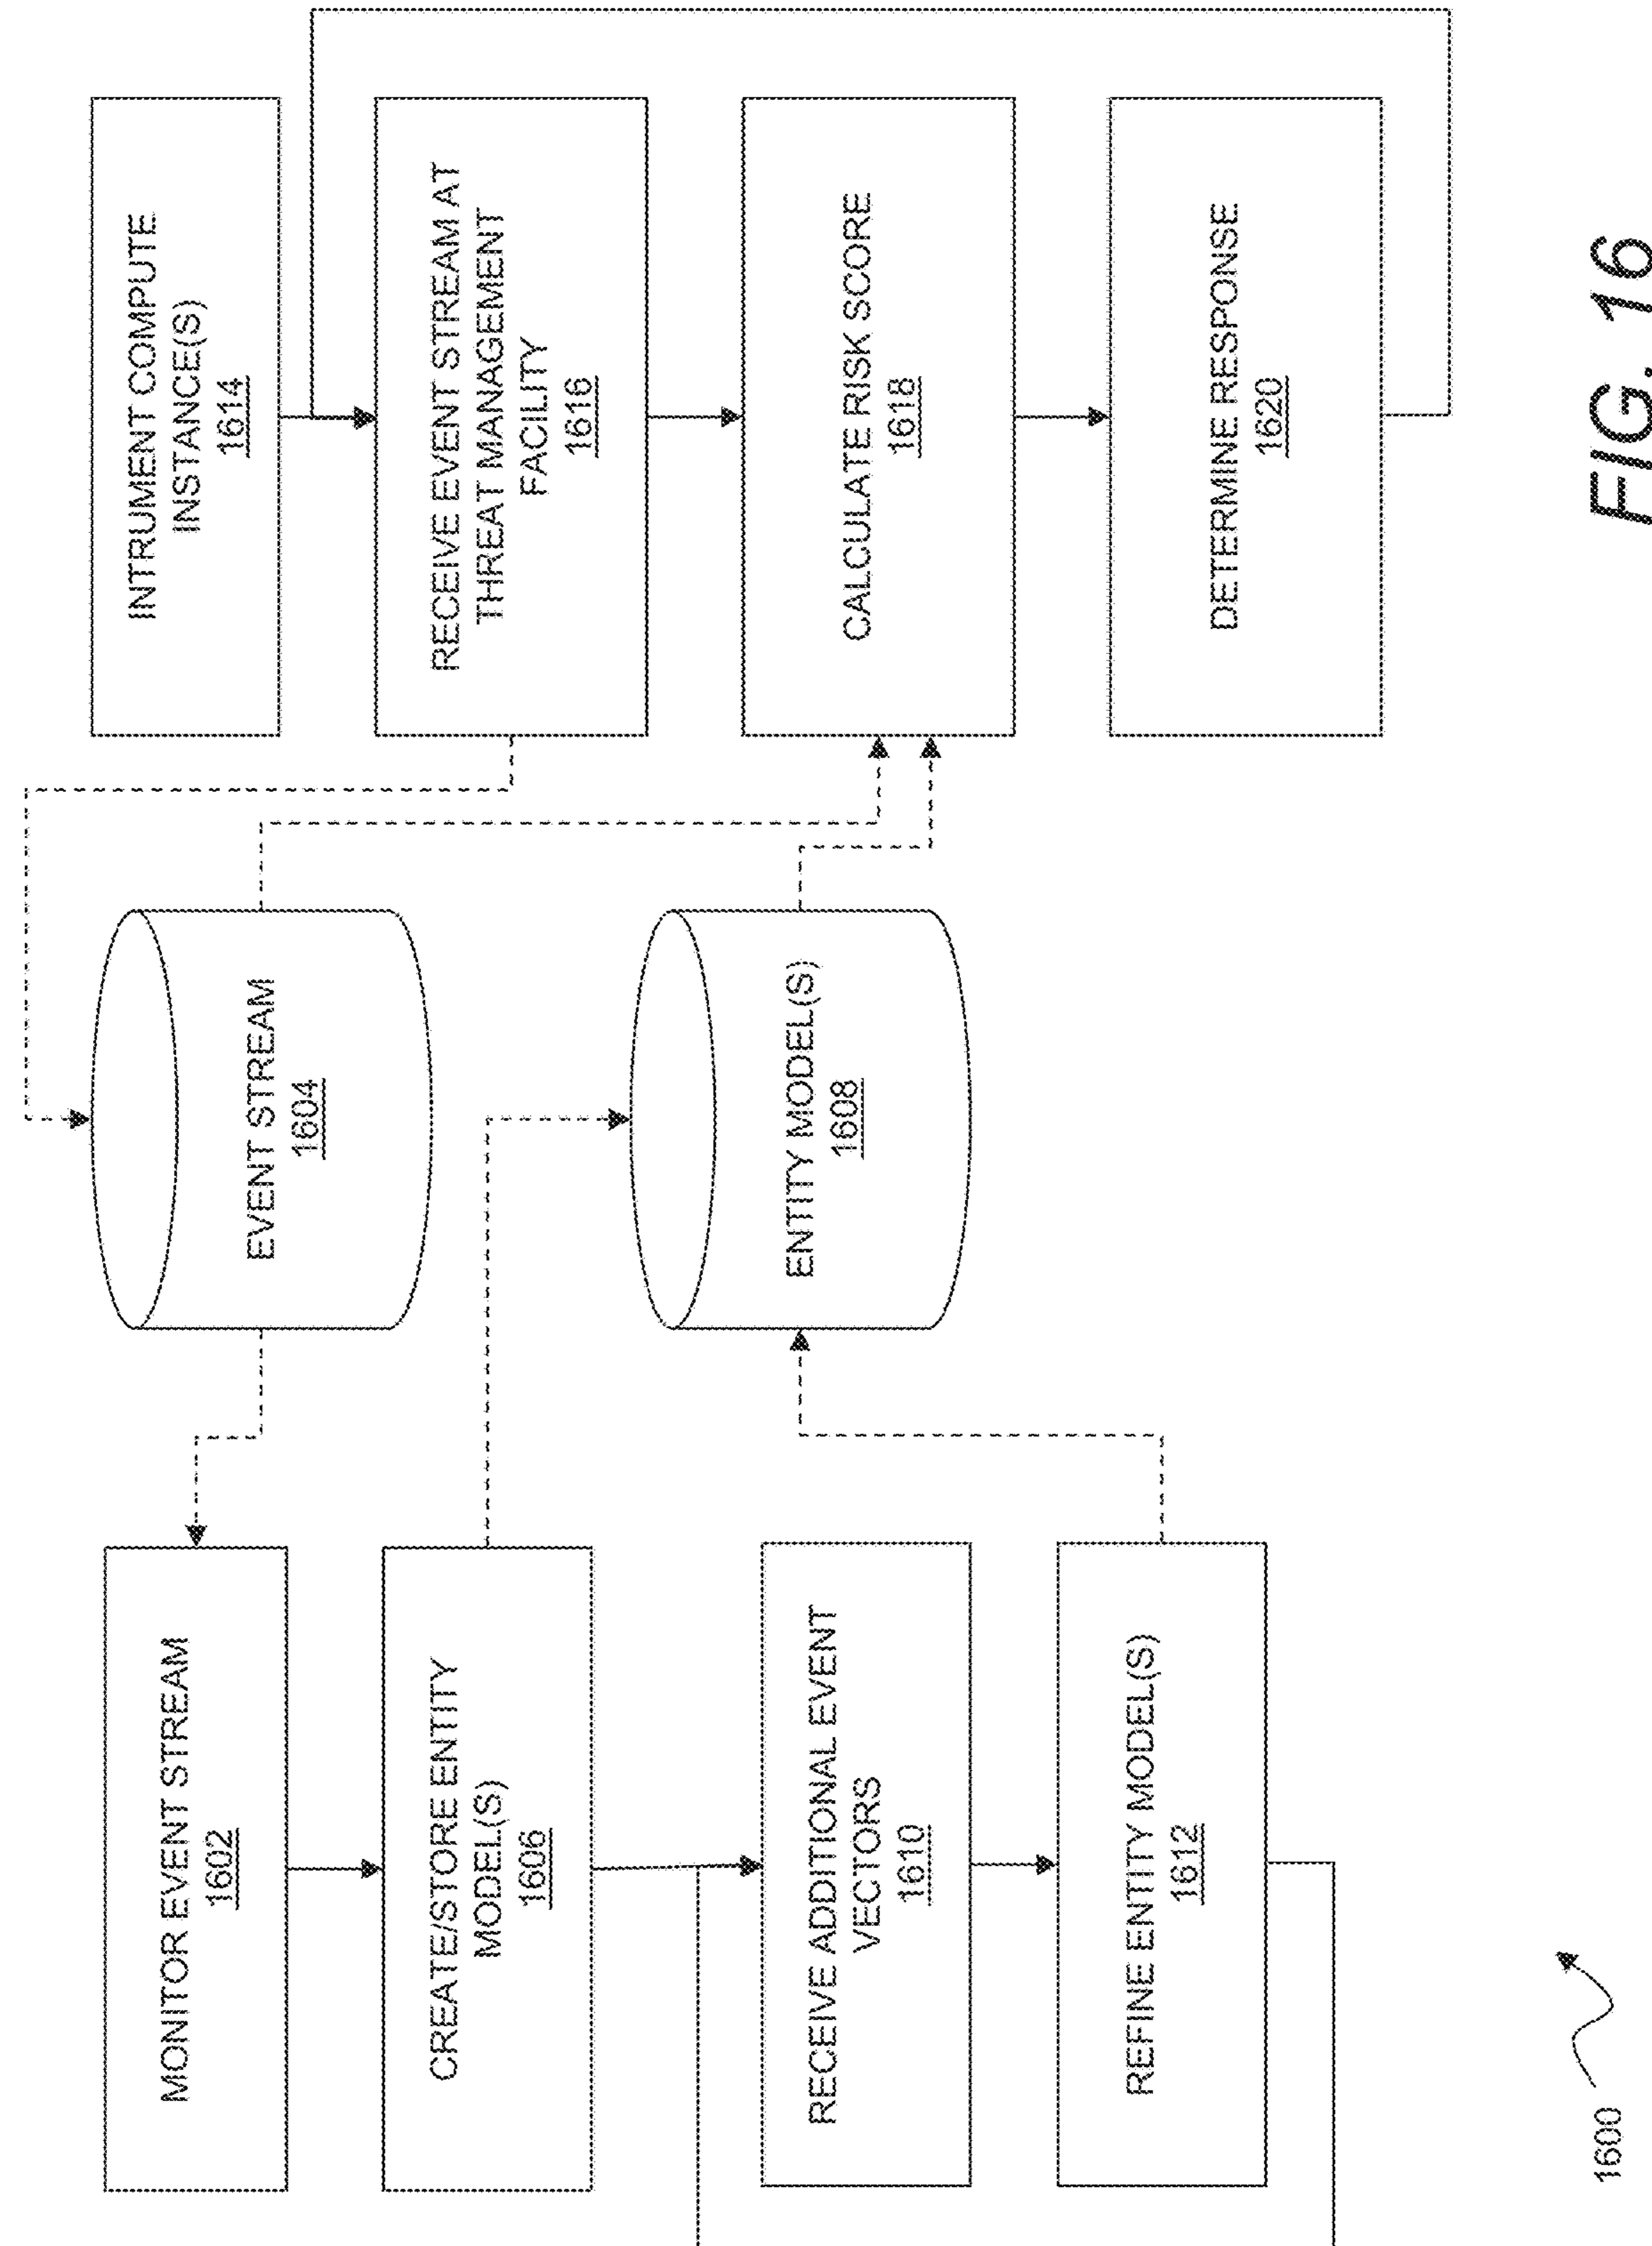 MONITOR EVENT STREAM
1602
CREATE/STORE ENTITY
MODEL(S)
1606
RECEIVE ADDITIONAL EVENT
VECTORS
1610
REFINE ENTITY MODEL(S)
1612
EVENT STREAM
1604
ENTITY MODEL(S)
1608
INTRUMENT COMPUTE
INSTANCE(S)
1614
RECEIVE EVENT STREAM AT
THREAT MANAGEMENT
FACILITY
1616
CALCULATE RISK SCORE
1618
DETERMINE RESPONSE
1620
1600
FIG. 16